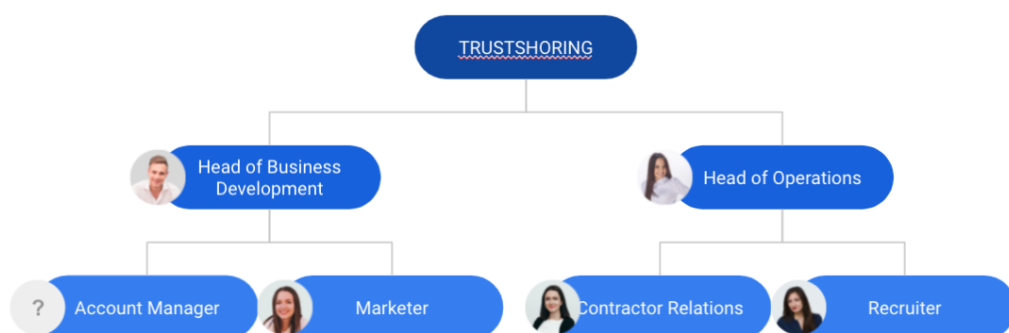 TRUSTSHORING
Head of Business
Development
Head of Operations
?
Account Manager
Marketer
Contractor Relations
Recruiter